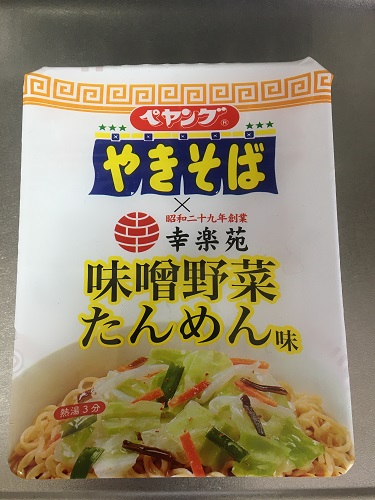 ペヤング®
やきそば
×
昭和二十九年創業
幸楽苑
味噌野菜
たんめん味
熱湯3分